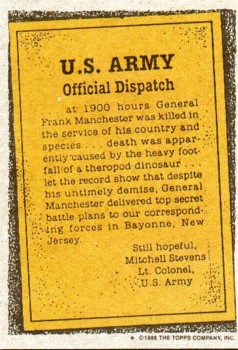 U.S. ARMY
Official Dispatch
at 1900 hours General
Frank Manchester was killed in
the service of his country and
species . . . death was appar-
ently caused by the heavy foot-
fall of a theropod dinosaur . . .
let the record show that despite
his untimely demise, General
Manchester delivered top secret
battle plans to our correspond-
ing forces in Bayonne, New
Jersey.
Still hopeful,
Mitchell Stevens
Lt. Colonel,
U.S. Army
* ©1988 THE TOPPS COMPANY, INC.